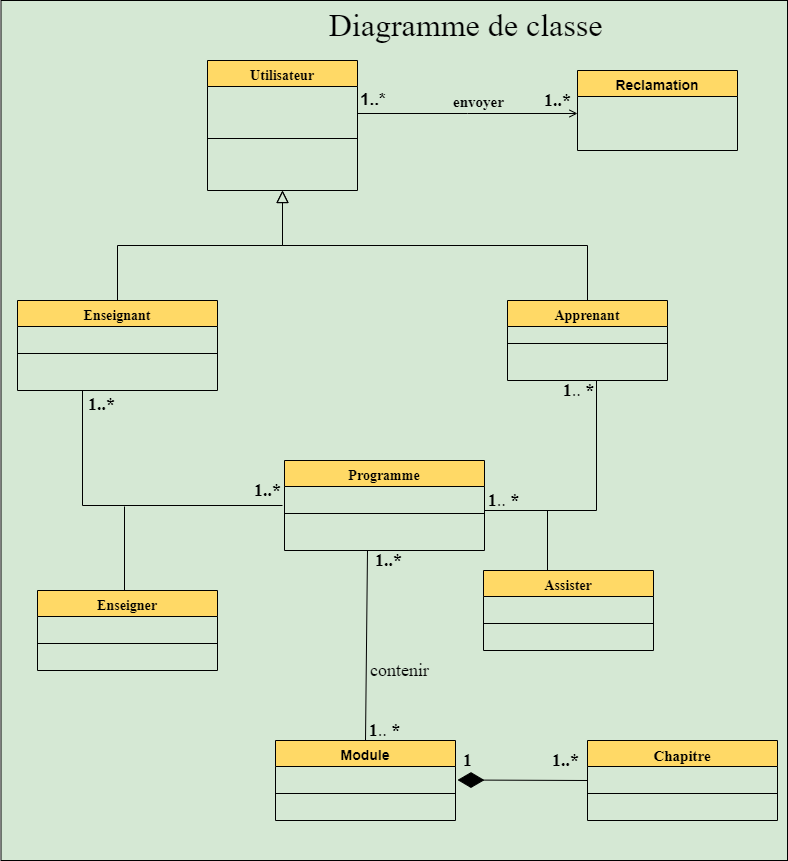 Diagramme de classe
Utilisateur
Reclamation
1..*
envoyer
1..*
Enseignant
Apprenant
1..*
1.. *
Programme
1..*
1.. *
1..*
Enseigner
Assister
contenir
1.. *
Module
Chapitre
1
1..*